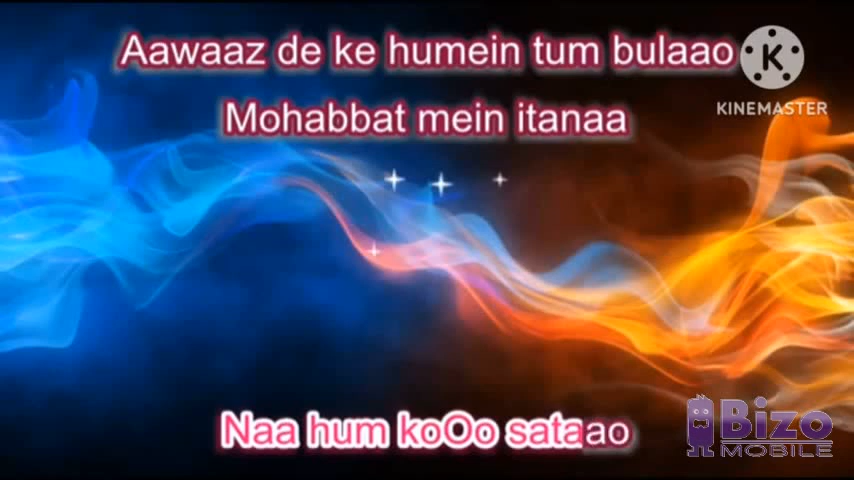 Aawaaz de ke humein tum bulaao
KINEMASTER
Mohabbat mein itanaa
Naa hum koOo sataao
Bizo
MOBILE